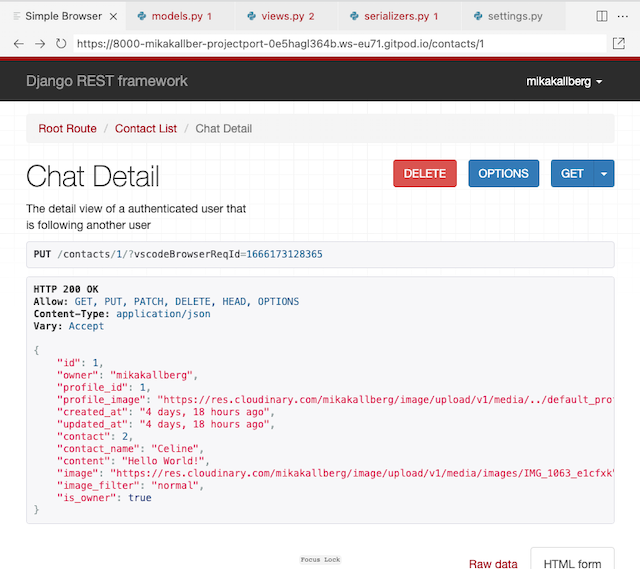 Simple Browser models.py 1 views.py 2 serializers.py 1 settings.py
https://8000-mikakallber-projectport-0e5hagl364b.ws-eu71.gitpod.io/contacts/1
Django REST framework mikakallberg
Root Route / Contact List / Chat Detail
Chat Detail DELETE OPTIONS GET
The detail view of a authenticated user that
is following another user
PUT /contacts/1/?vscodeBrowserReqId=1666173128365
HTTP 200 OK
Allow: GET, PUT, PATCH, DELETE, HEAD, OPTIONS
Content-Type: application/json
Vary: Accept
{
"id": 1,
"owner": "mikakallberg",
"profile_id": 1,
"profile_image": "https://res.cloudinary.com/mikakallberg/image/upload/v1/media/../default_pro
"created_at": "4 days, 18 hours ago",
"updated_at": "4 days, 18 hours ago",
"contact": 2,
"contact_name": "Celine",
"content": "Hello World!",
"image": "https://res.cloudinary.com/mikakallberg/image/upload/v1/media/images/IMG_1063_e1cfxk"
"image_filter": "normal",
"is_owner": true
}
Focus Lock
Raw data HTML form